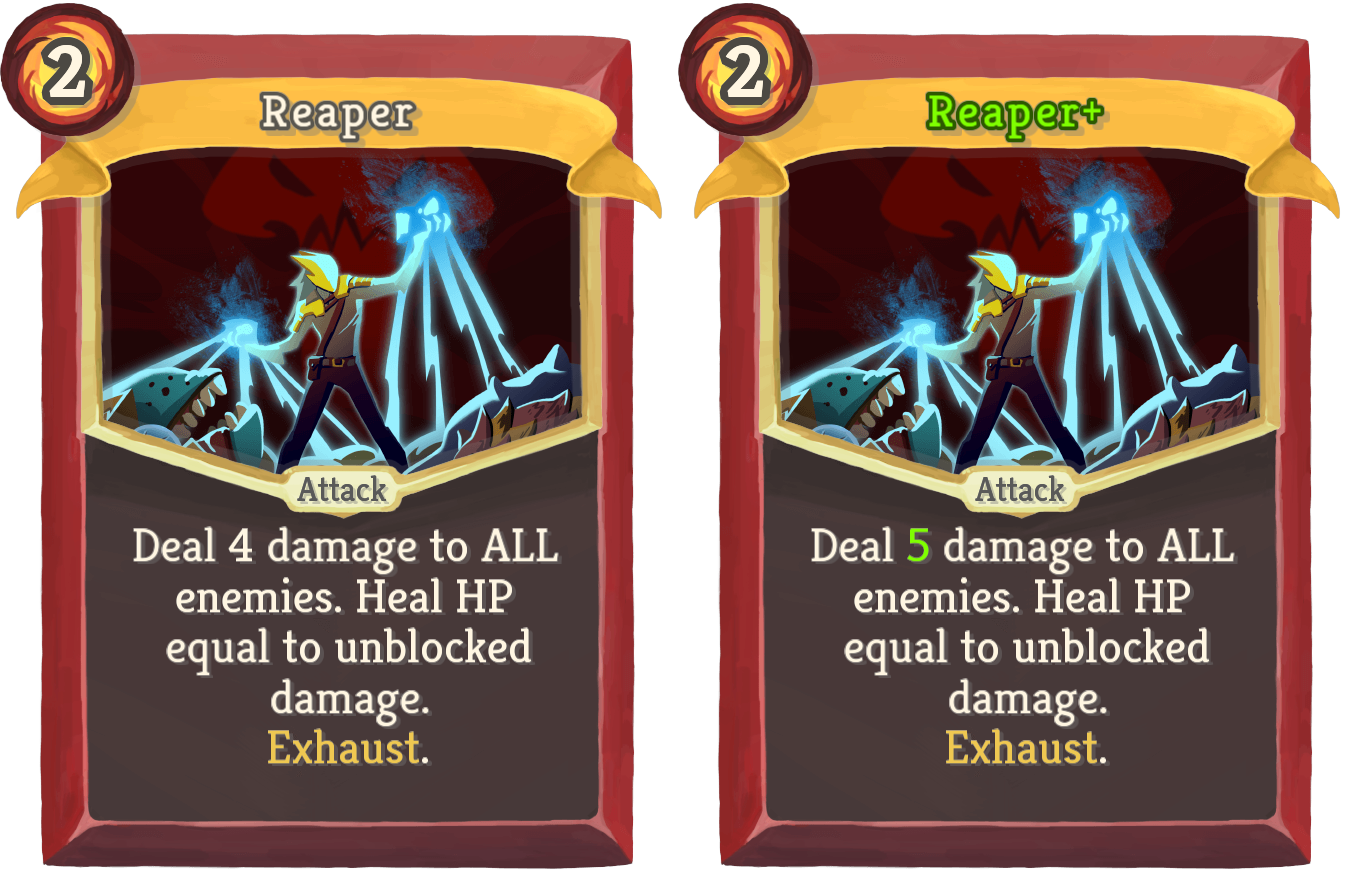 2
Reaper
Attack
Deal 4 damage to ALL
enemies. Heal HP
equal to unblocked
damage.
Exhaust.
2
Reaper+
Attack
Deal 5 damage to ALL
enemies. Heal HP
equal to unblocked
damage.
Exhaust.